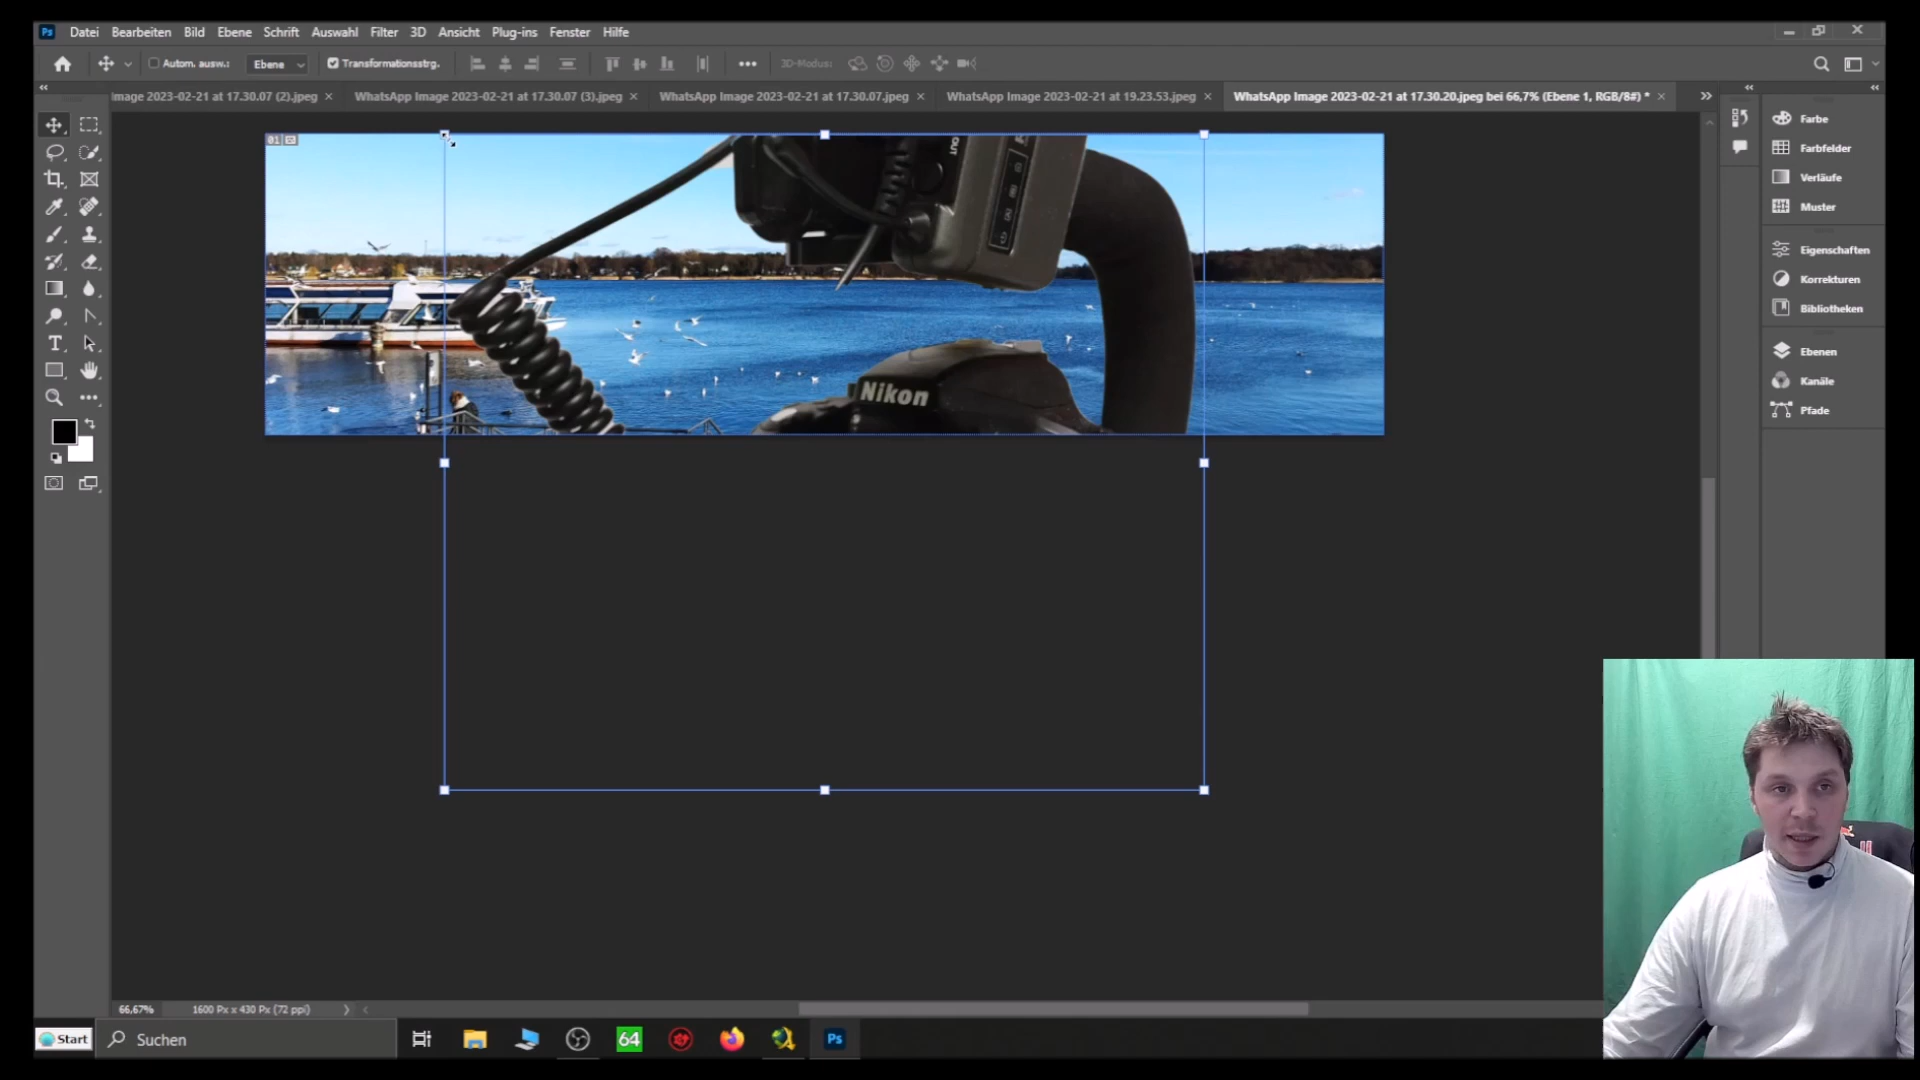 Ps Datei Bearbeiten Bild Ebene Schrift Auswahl Filter 3D Ansicht Plug-ins Fenster Hilfe
Autom. ausw.: Ebene Transformationsstrg. 3D-Modus:
Image 2023-02-21 at 17.30.07 (2).jpeg × WhatsApp Image 2023-02-21 at 17.30.07 (3).jpeg × WhatsApp Image 2023-02-21 at 17.30.07.jpeg × WhatsApp Image 2023-02-21 at 19.23.53.jpeg × WhatsApp Image 2023-02-21 at 17.30.20.jpeg bei 66,7% (Ebene 1, RGB/8#) * ×
01
OUT
Nikon
Farbe
Farbfelder
Verläufe
Muster
Eigenschaften
Korrekturen
Bibliotheken
Ebenen
Kanäle
Pfade
66,67% 1600 Px x 430 Px (72 ppi)
Start Suchen 64 Ps